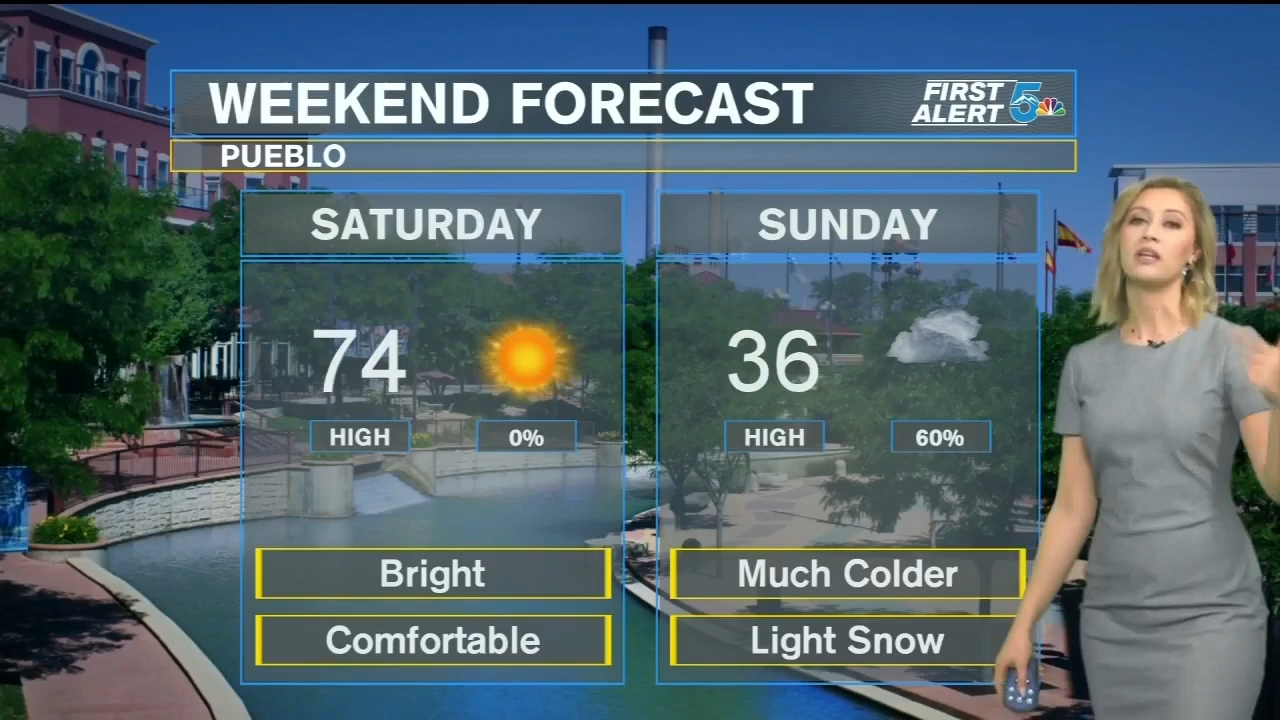 WEEKEND FORECAST
FIRST
ALERT 5
PUEBLO
SATURDAY
SUNDAY
74
36
HIGH
0%
HIGH
60%
Bright
Much Colder
Comfortable
Light Snow